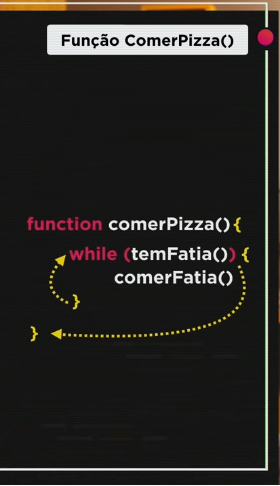 Função ComerPizza()
function comerPizza() {
while (temFatia()) {
comerFatia()
}
}